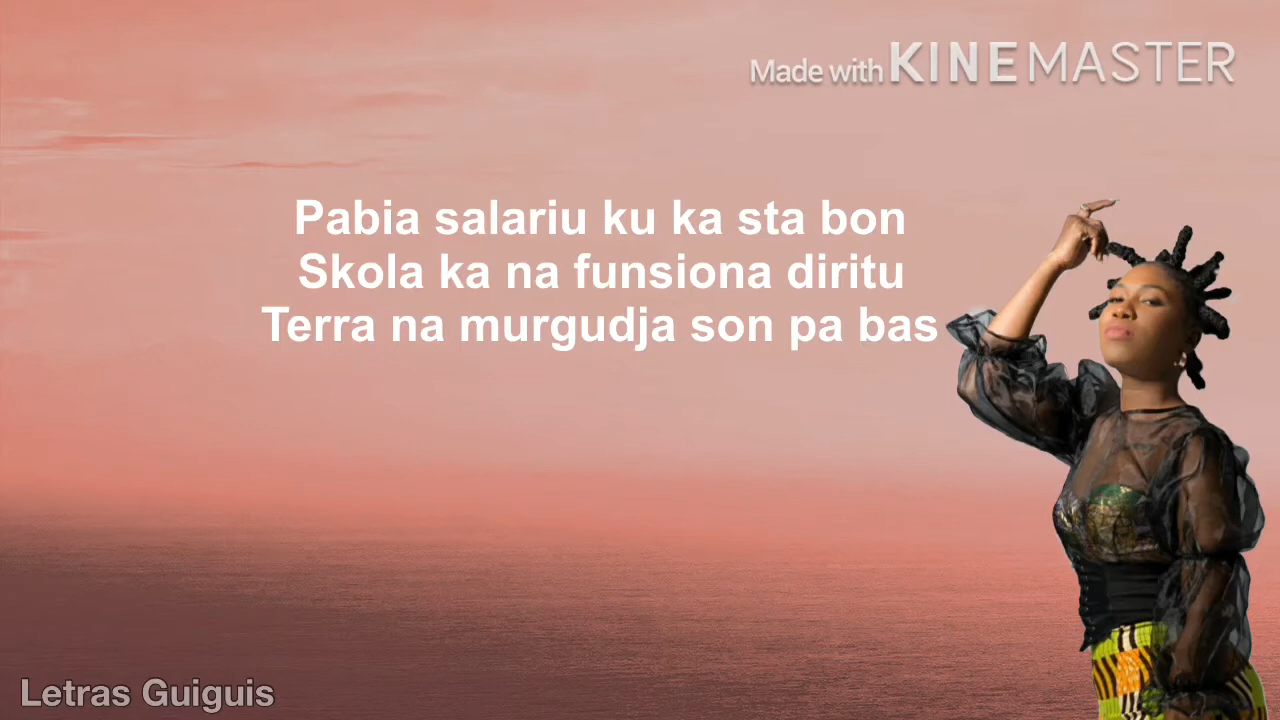 Made with KINEMASTER
Pabia salariu ku ka sta bon
Skola ka na funsiona diritu
Terra na murgudja son pa bas
Letras Guiguis